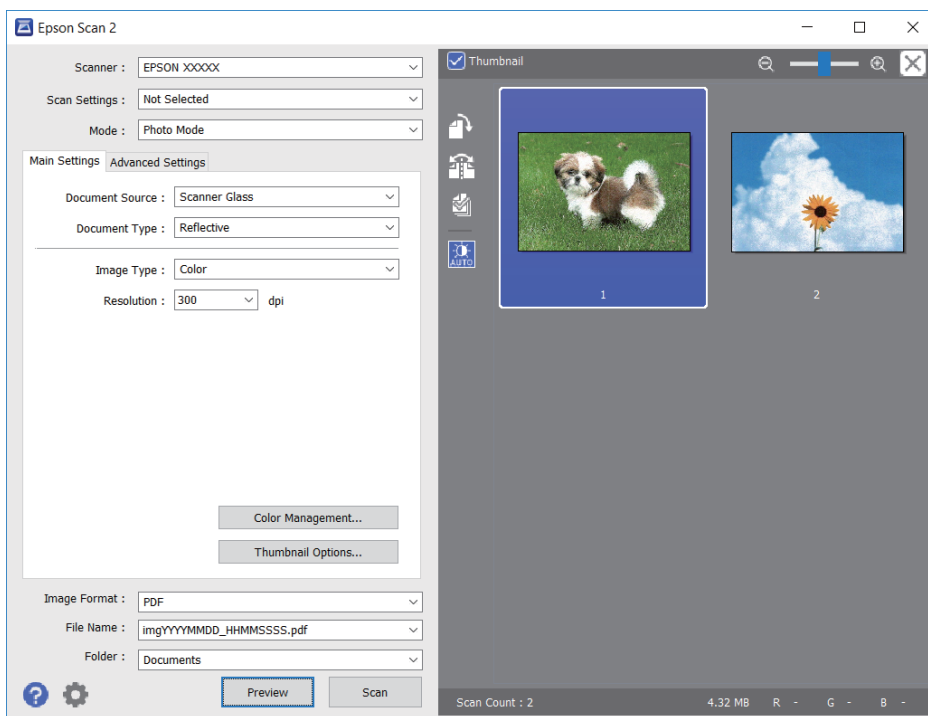 Epson Scan 2
Scanner : EPSON XXXXX
Scan Settings : Not Selected
Mode : Photo Mode
Main Settings Advanced Settings
Document Source : Scanner Glass
Document Type : Reflective
Image Type : Color
Resolution : 300 dpi
Color Management...
Thumbnail Options...
Image Format : PDF
File Name : imgYYYYMMDD_HHMMSSSS.pdf
Folder : Documents
? Preview Scan
Thumbnail
AUTO
1 2
Scan Count : 2 4.32 MB R - G - B -